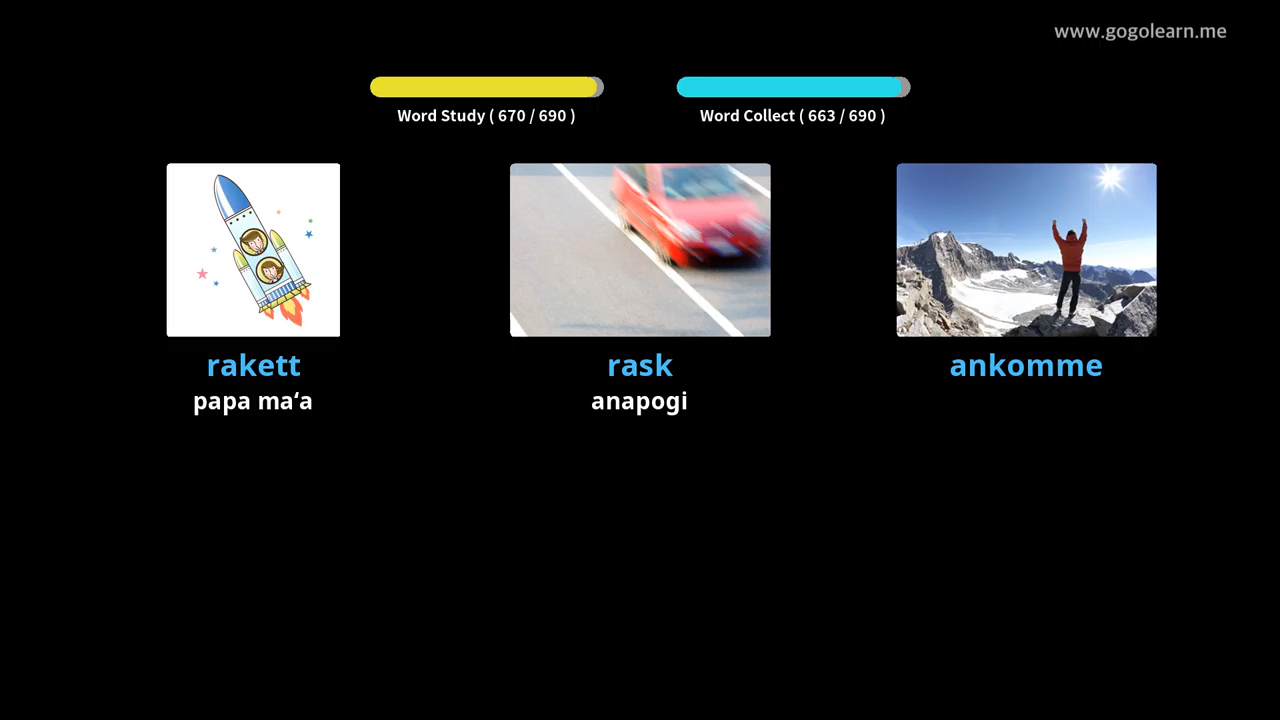 www.gogolearn.me
Word Study ( 670 / 690 )
Word Collect ( 663 / 690 )
rakett
papa ma‘a
rask
anapogi
ankomme